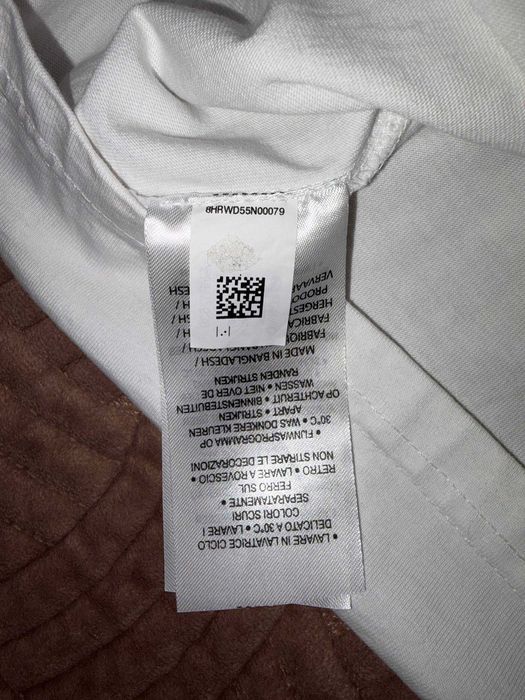 8HRWD55N00079
• LAVARE IN LAVATRICE CICLO
DELICATO A 30°C • LAVARE I
COLORI SCURI
SEPARATAMENTE •
FERRO SUL
RETRO • LAVARE A ROVESCIO •
NON STIRARE LE DECORAZIONI
• FIJNWASPROGRAMMA OP
30°C • WAS DONKERE KLEUREN
APART • STRIJKEN
OP ACHTERUIT • BINNENSTEBUITEN
WASSEN • NIET OVER DE
RANDEN STRIJKEN
MADE IN BANGLADESH /